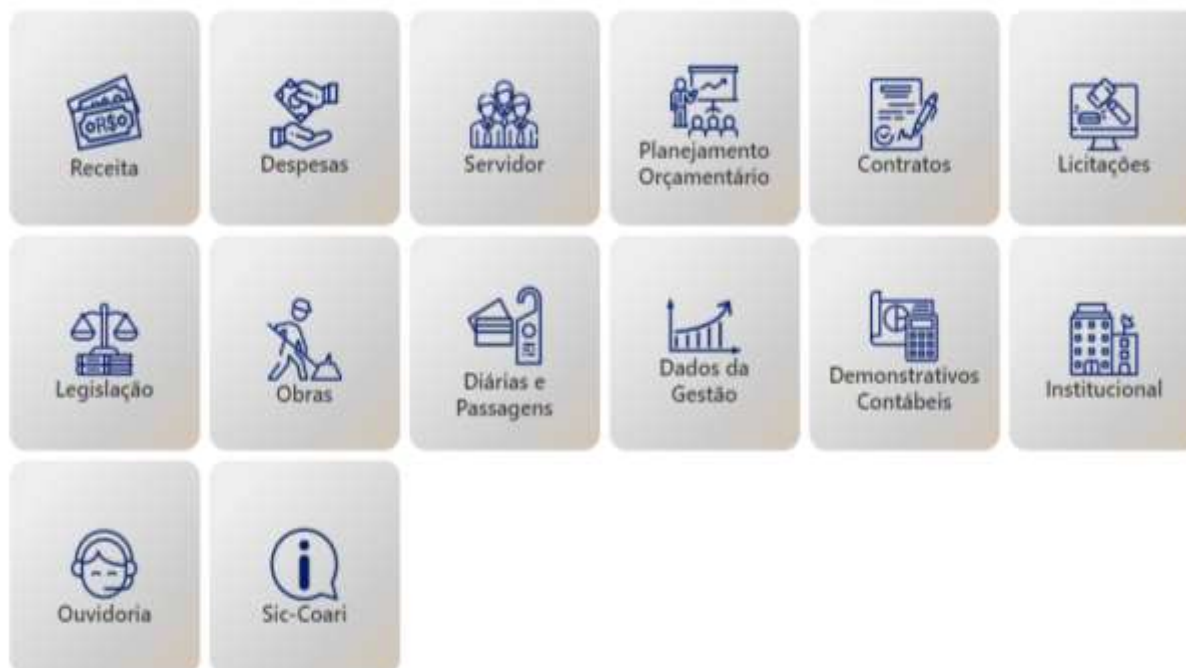 R$
Receita
Despesas
Servidor
Planejamento
Orçamentário
Contratos
Licitações
Legislação
Obras
Diárias e
Passagens
Dados da
Gestão
Demonstrativos
Contábeis
Institucional
Ouvidoria
i
Sic-Coari